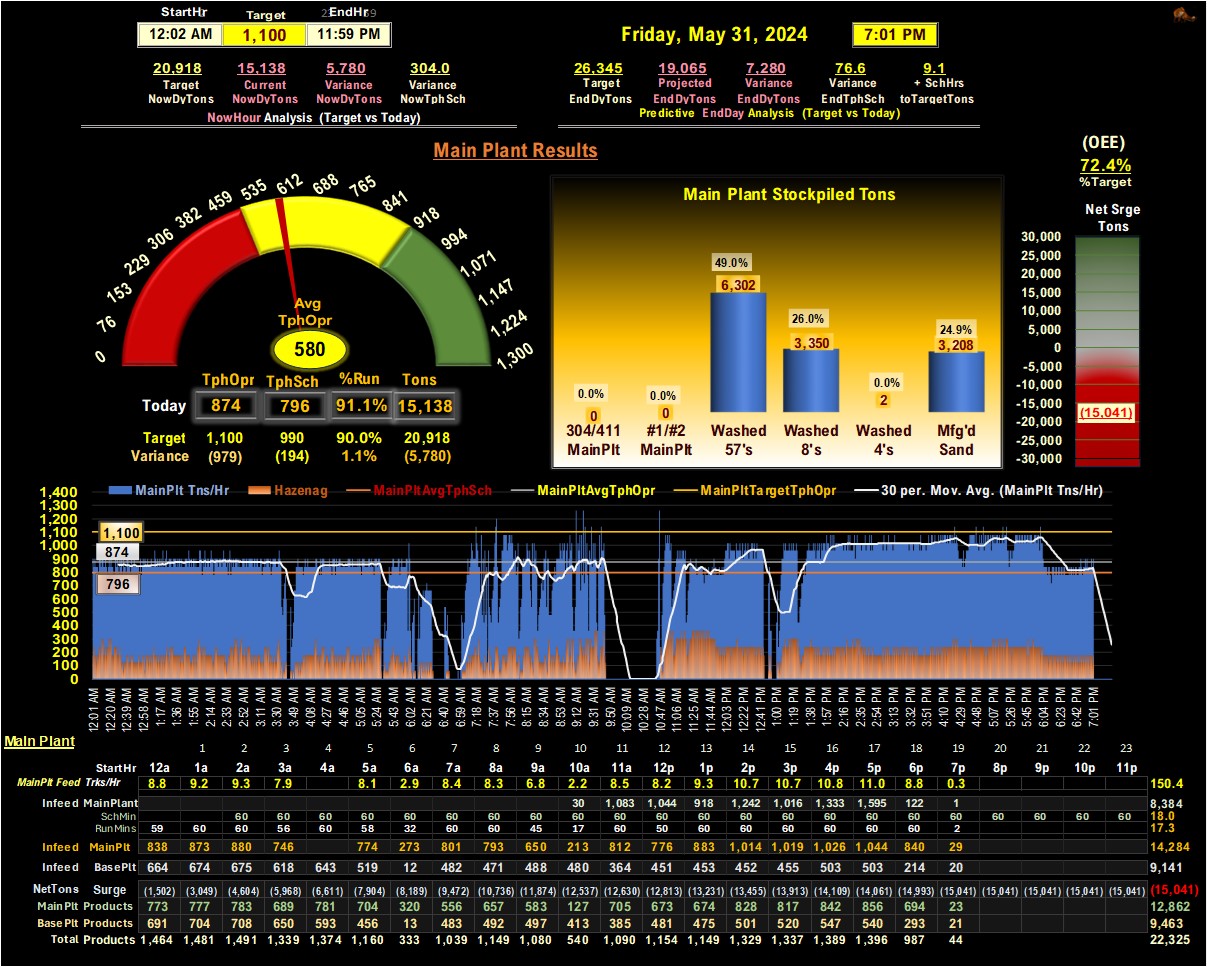 StartHr Target EndHr
12:02 AM 1,100 11:59 PM
Friday, May 31, 2024 7:01 PM
20,918 15,138 5,780 304.0 26,345 19,065 7,280 76.6 9.1
Target Current Variance Variance Target Projected Variance Variance + SchHrs
NowDyTons NowDyTons NowDyTons NowTphSch EndDyTons EndDyTons EndDyTons EndTphSch toTargetTons
NowHour Analysis (Target vs Today) Predictive EndDay Analysis (Target vs Today)
Main Plant Results
(OEE)
72.4%
%Target
Net Srge
Tons
30,000
25,000
20,000
15,000
10,000
5,000
0
-5,000
-10,000
-15,000
(15,041)
-20,000
-25,000
-30,000
0 76 153 229 306 382 459 535 612 688 765 841 918 994 1,071 1,147 1,224 1,300
Avg
TphOpr
580
TphOpr TphSch %Run Tons
Today 874 796 91.1% 15,138
Target 1,100 990 90.0% 20,918
Variance (979) (194) 1.1% (5,780)
Main Plant Stockpiled Tons
0.0% 0.0% 49.0% 26.0% 0.0% 24.9%
0 0 6,302 3,350 2 3,208
304/411 #1/#2 Washed Washed Washed Mfg'd
MainPlt MainPlt 57's 8's 4's Sand
MainPlt Tns/Hr Hazenag MainPltAvgTphSch MainPltAvgTphOpr MainPltTargetTphOpr 30 per. Mov. Avg. (MainPlt Tns/Hr)
1,400
1,300
1,200
1,100
1,000
900
800
700
600
500
400
300
200
100
0
1,100
874
796
12:01 AM 12:20 AM 12:39 AM 12:58 AM 1:17 AM 1:36 AM 1:55 AM 2:14 AM 2:33 AM 2:52 AM 3:11 AM 3:30 AM 3:49 AM 4:08 AM 4:27 AM 4:46 AM 5:05 AM 5:24 AM 5:43 AM 6:02 AM 6:21 AM 6:40 AM 6:59 AM 7:18 AM 7:37 AM 7:56 AM 8:15 AM 8:34 AM 8:53 AM 9:12 AM 9:31 AM 9:50 AM 10:09 AM 10:28 AM 10:47 AM 11:06 AM 11:25 AM 11:44 AM 12:03 PM 12:22 PM 12:41 PM 1:00 PM 1:19 PM 1:38 PM 1:57 PM 2:16 PM 2:35 PM 2:54 PM 3:13 PM 3:32 PM 3:51 PM 4:10 PM 4:29 PM 4:48 PM 5:07 PM 5:26 PM 5:45 PM 6:04 PM 6:23 PM 6:42 PM 7:01 PM
Main Plant
1 2 3 4 5 6 7 8 9 10 11 12 13 14 15 16 17 18 19 20 21 22 23
StartHr 12a 1a 2a 3a 4a 5a 6a 7a 8a 9a 10a 11a 12p 1p 2p 3p 4p 5p 6p 7p 8p 9p 10p 11p
MainPlt Feed Trks/Hr 8.8 9.2 9.3 7.9 8.1 2.9 8.4 8.3 6.8 2.2 8.5 8.2 9.3 10.7 10.7 10.8 11.0 8.8 0.3 150.4
Infeed MainPlant 30 1,083 1,044 918 1,242 1,016 1,333 1,595 122 1 8,384
SchMin 60 60 60 60 60 60 60 60 60 60 60 60 60 60 60 60 60 60 60 60 60 60 18.0
RunMins 59 60 60 56 60 58 32 60 60 45 17 60 50 60 60 60 60 60 60 2 17.3
Infeed MainPlt 838 873 880 746 774 273 801 793 650 213 812 776 883 1,014 1,019 1,026 1,044 840 29 14,284
Infeed BasePlt 664 674 675 618 643 519 12 482 471 488 480 364 451 453 452 455 503 503 214 20 9,141
NetTons Surge (1,502) (3,049) (4,604) (5,968) (6,611) (7,904) (8,189) (9,472) (10,736) (11,874) (12,537) (12,630) (12,813) (13,231) (13,455) (13,913) (14,109) (14,061) (14,993) (15,041) (15,041) (15,041) (15,041) (15,041) (15,041)
MainPlt Products 773 777 783 689 781 704 320 556 657 583 127 705 673 674 828 817 842 856 694 23 12,862
BasePlt Products 691 704 708 650 593 456 13 483 492 497 413 385 481 475 501 520 547 540 293 21 9,463
Total Products 1,464 1,481 1,491 1,339 1,374 1,160 333 1,039 1,149 1,080 540 1,090 1,154 1,149 1,329 1,337 1,389 1,396 987 44 22,325